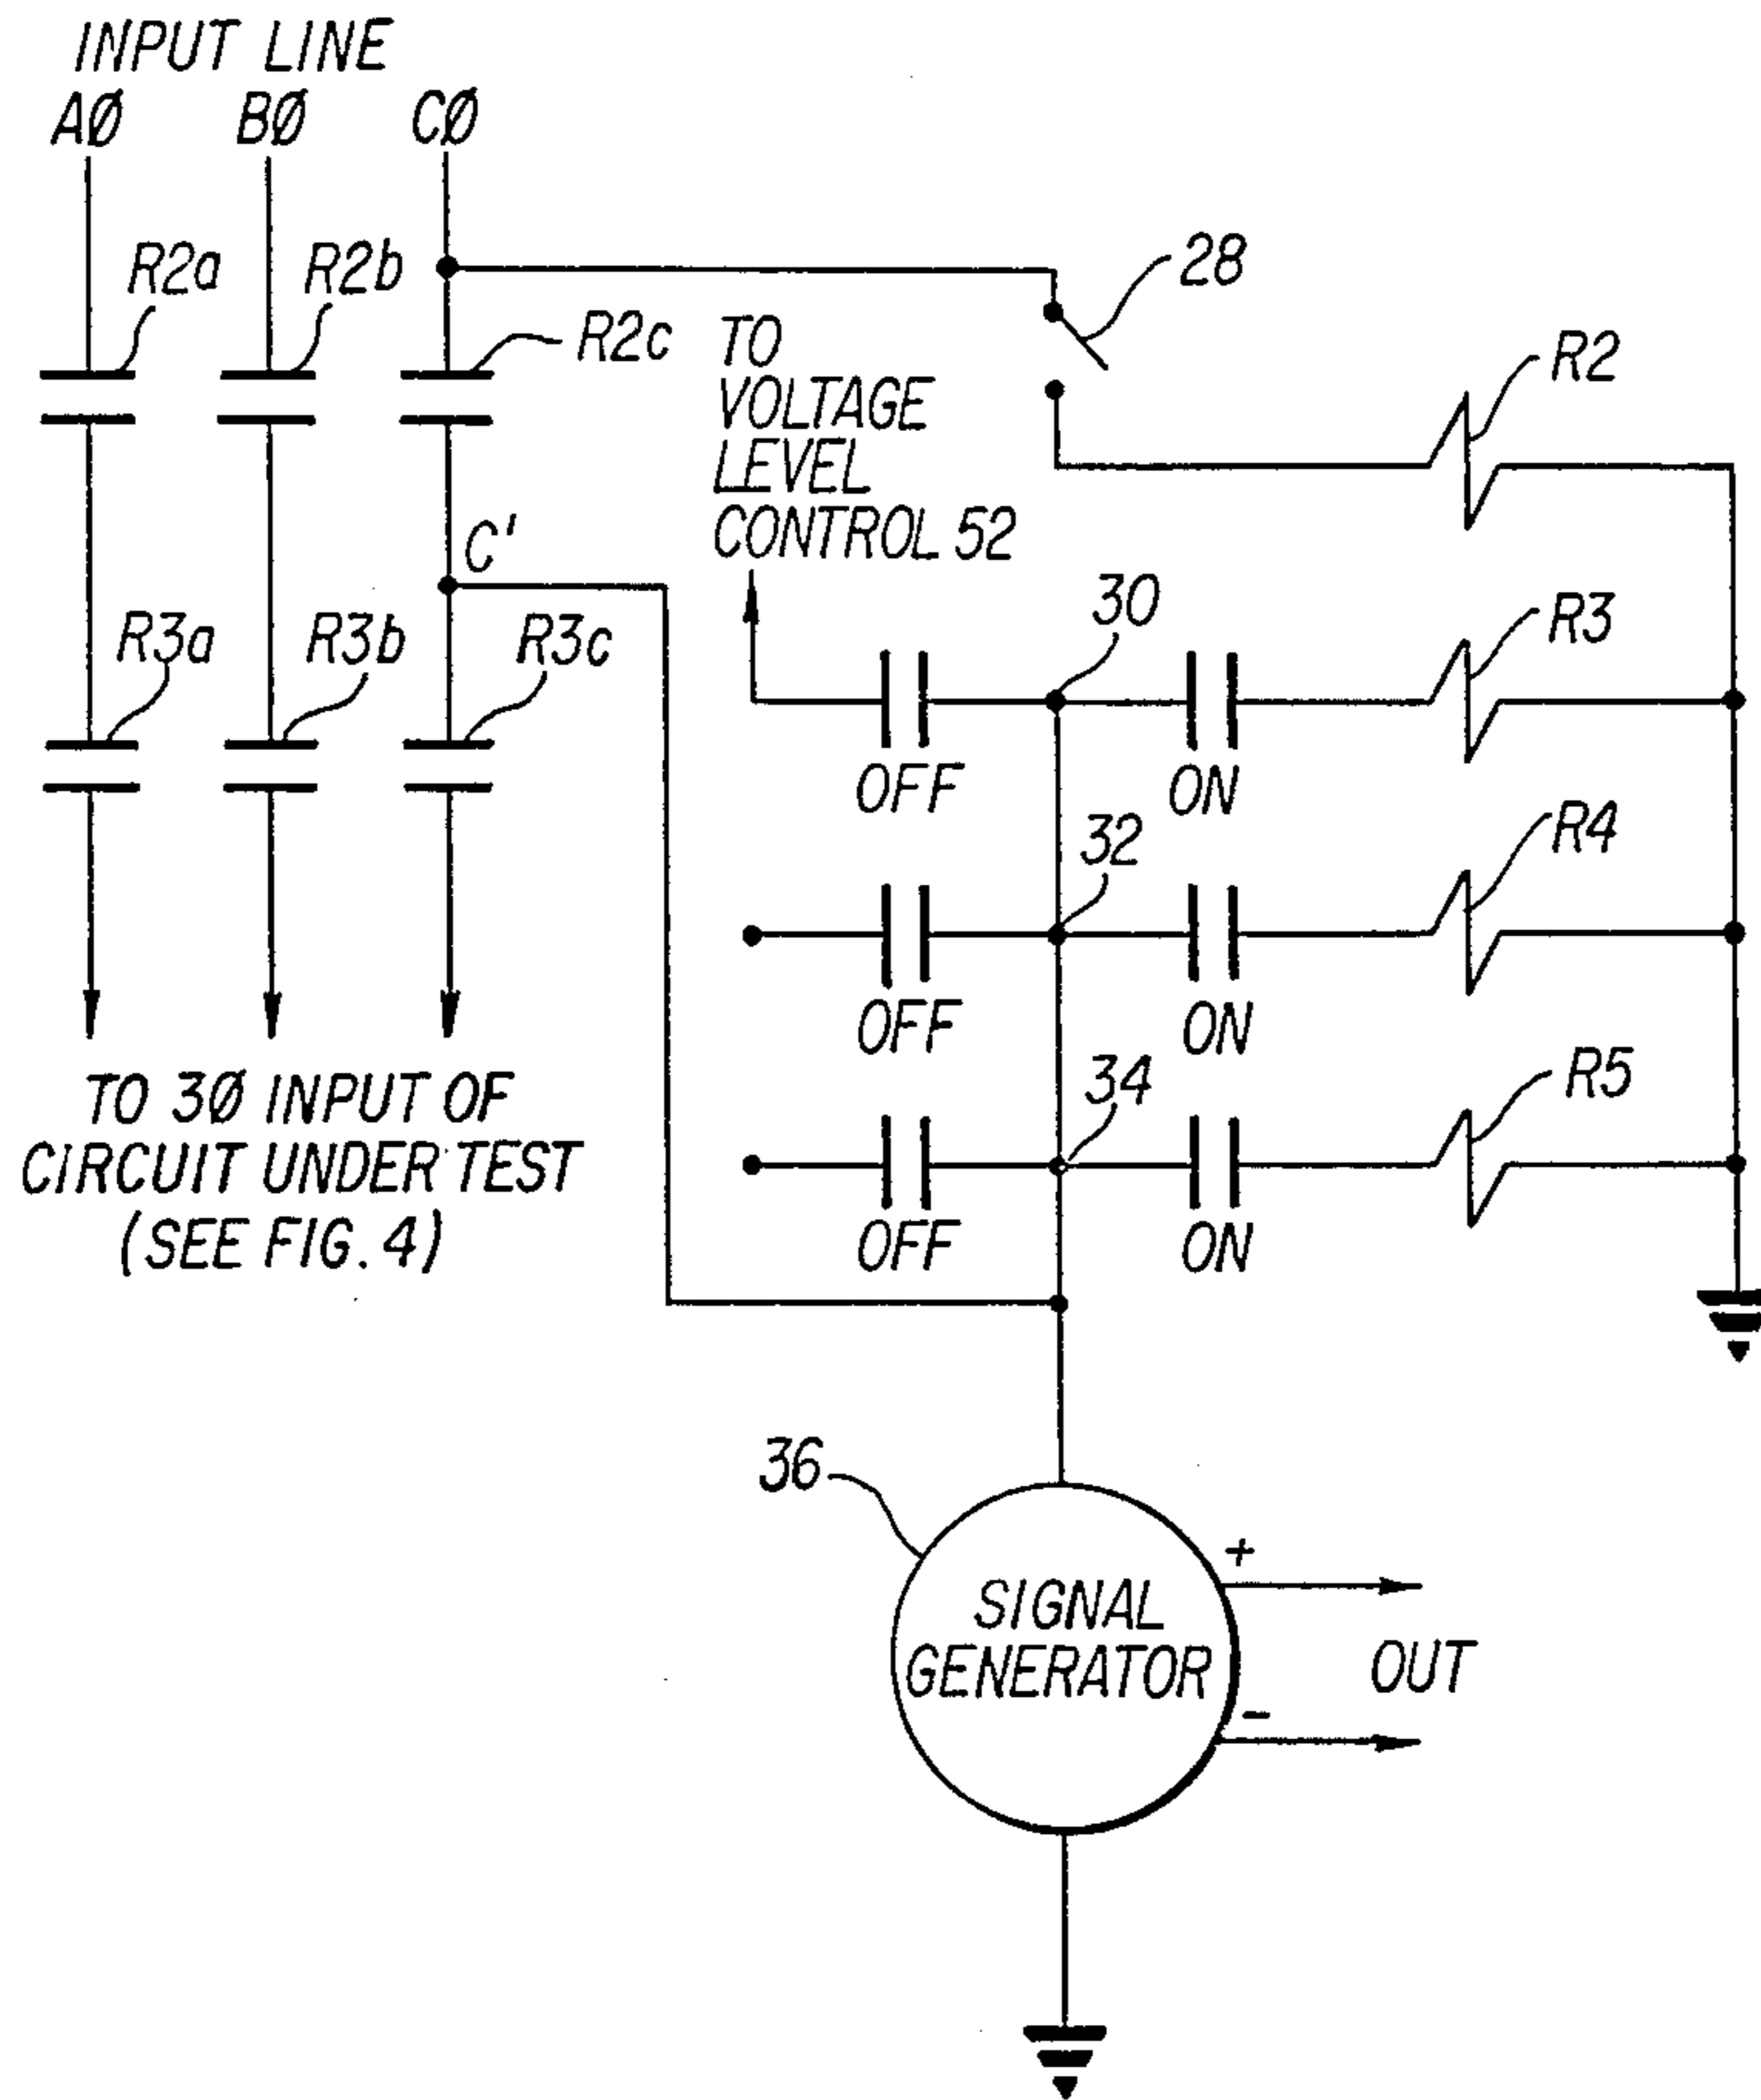 INPUT LINE
AØ BØ CØ
R2a R2b R2c
28
TO
VOLTAGE
LEVEL
CONTROL 52
R2
C'
30
R3
R3a R3b R3c
OFF ON
32
R4
OFF ON
34
R5
OFF ON
TO 3Ø INPUT OF
CIRCUIT UNDER TEST
(SEE FIG. 4)
36
SIGNAL
GENERATOR
+
OUT
-